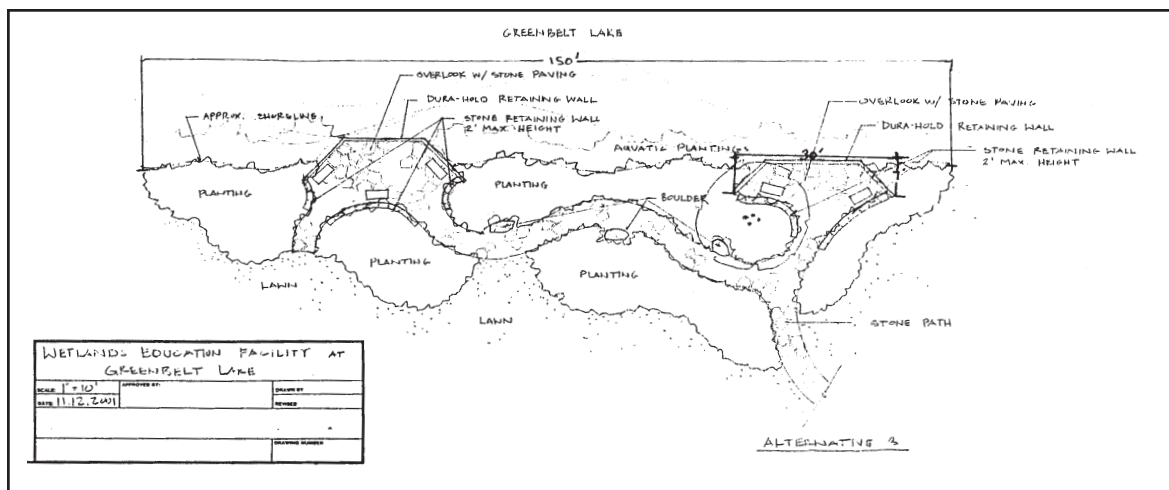 GREENBELT LAKE
150'
OVERLOOK W/ STONE PAVING
DURA-HOLD RETAINING WALL
STONE RETAINING WALL
2' MAX. HEIGHT
APPROX. SHORELINE
OVERLOOK W/ STONE PAVING
DURA-HOLD RETAINING WALL
STONE RETAINING WALL
2' MAX. HEIGHT
AQUATIC PLANTINGS
PLANTING
PLANTING
BOULDER
PLANTING
PLANTING
LAWN
LAWN
STONE PATH
WETLANDS EDUCATION FACILITY AT
GREENBELT LAKE
SCALE: 1"=10'
APPROVED BY:
DRAWN BY
DATE: 11.12.2001
REVISED
DRAWING NUMBER
ALTERNATIVE 3